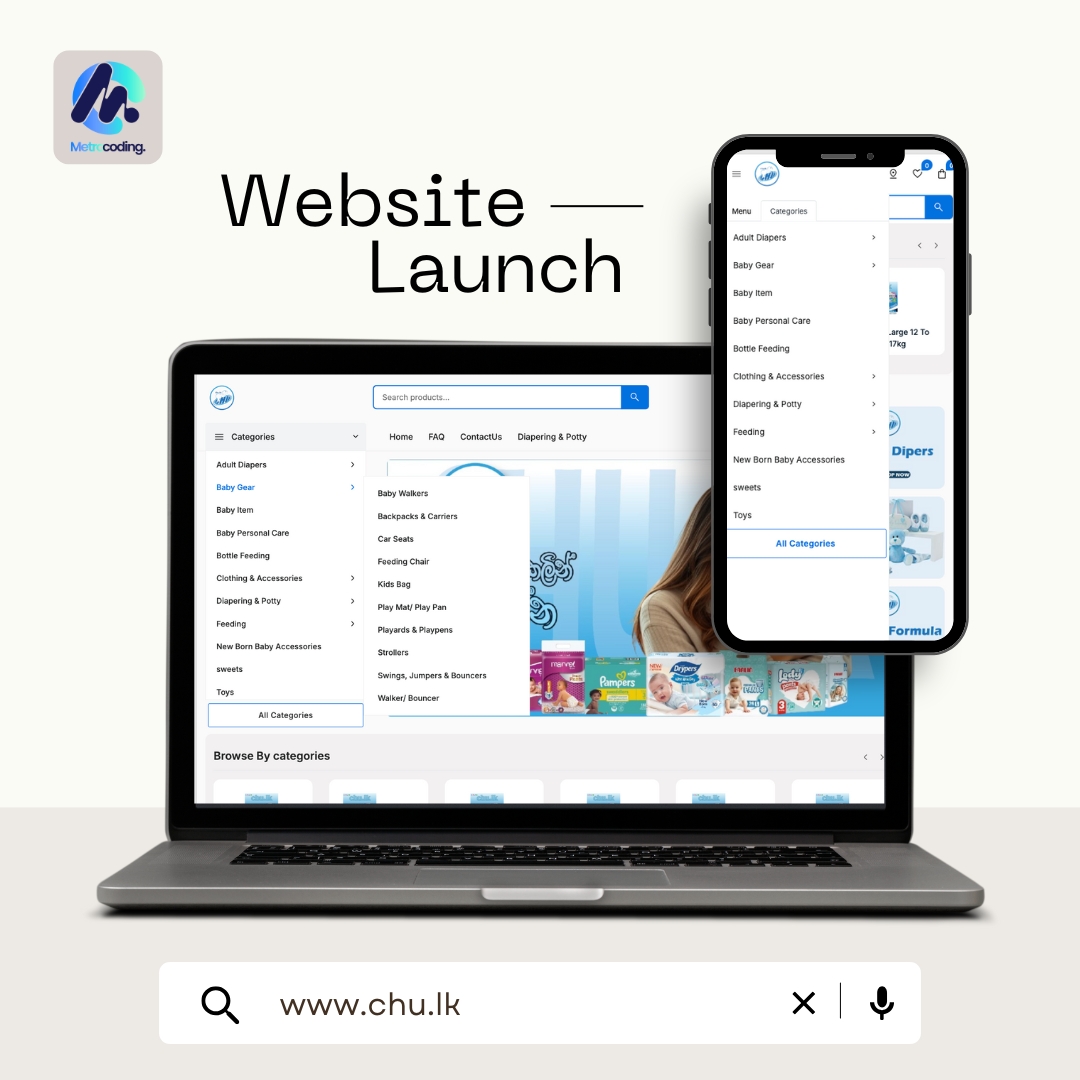 Metrocoding.
Website
Launch
0
Menu
Categories
Adult Diapers
Baby Gear
Baby Item
Baby Personal Care
Bottle Feeding
Clothing & Accessories
Diapering & Potty
Feeding
New Born Baby Accessories
sweets
Toys
All Categories
Large 12 To
17kg
Dipers
Formula
Search products...
Categories
Home
FAQ
ContactUs
Diapering & Potty
Adult Diapers
Baby Gear
Baby Item
Baby Personal Care
Bottle Feeding
Clothing & Accessories
Diapering & Potty
Feeding
New Born Baby Accessories
sweets
Toys
All Categories
Baby Walkers
Backpacks & Carriers
Car Seats
Feeding Chair
Kids Bag
Play Mat/ Play Pan
Playards & Playpens
Strollers
Swings, Jumpers & Bouncers
Walker/ Bouncer
marvel
Pampers
Drypers
Browse By categories
www.chu.lk